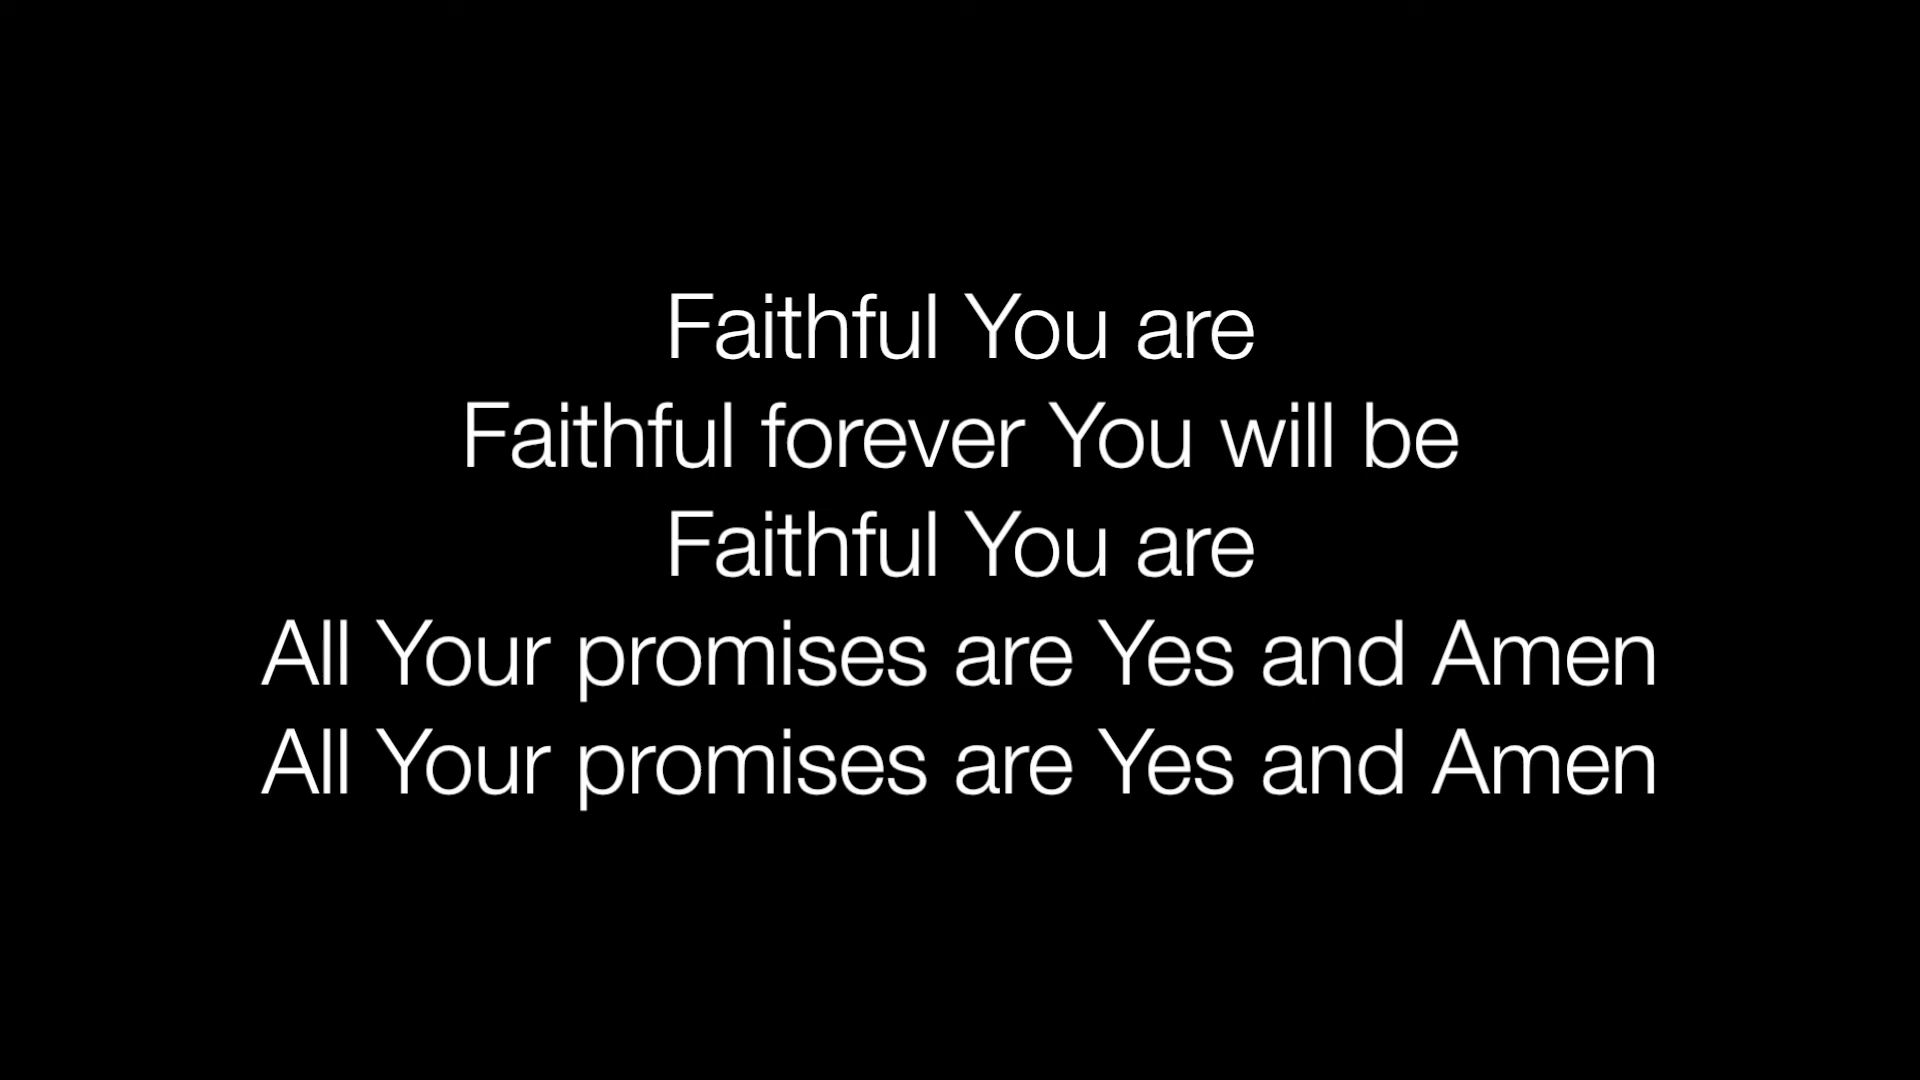 Faithful You are
Faithful forever You will be
Faithful You are
All Your promises are Yes and Amen
All Your promises are Yes and Amen